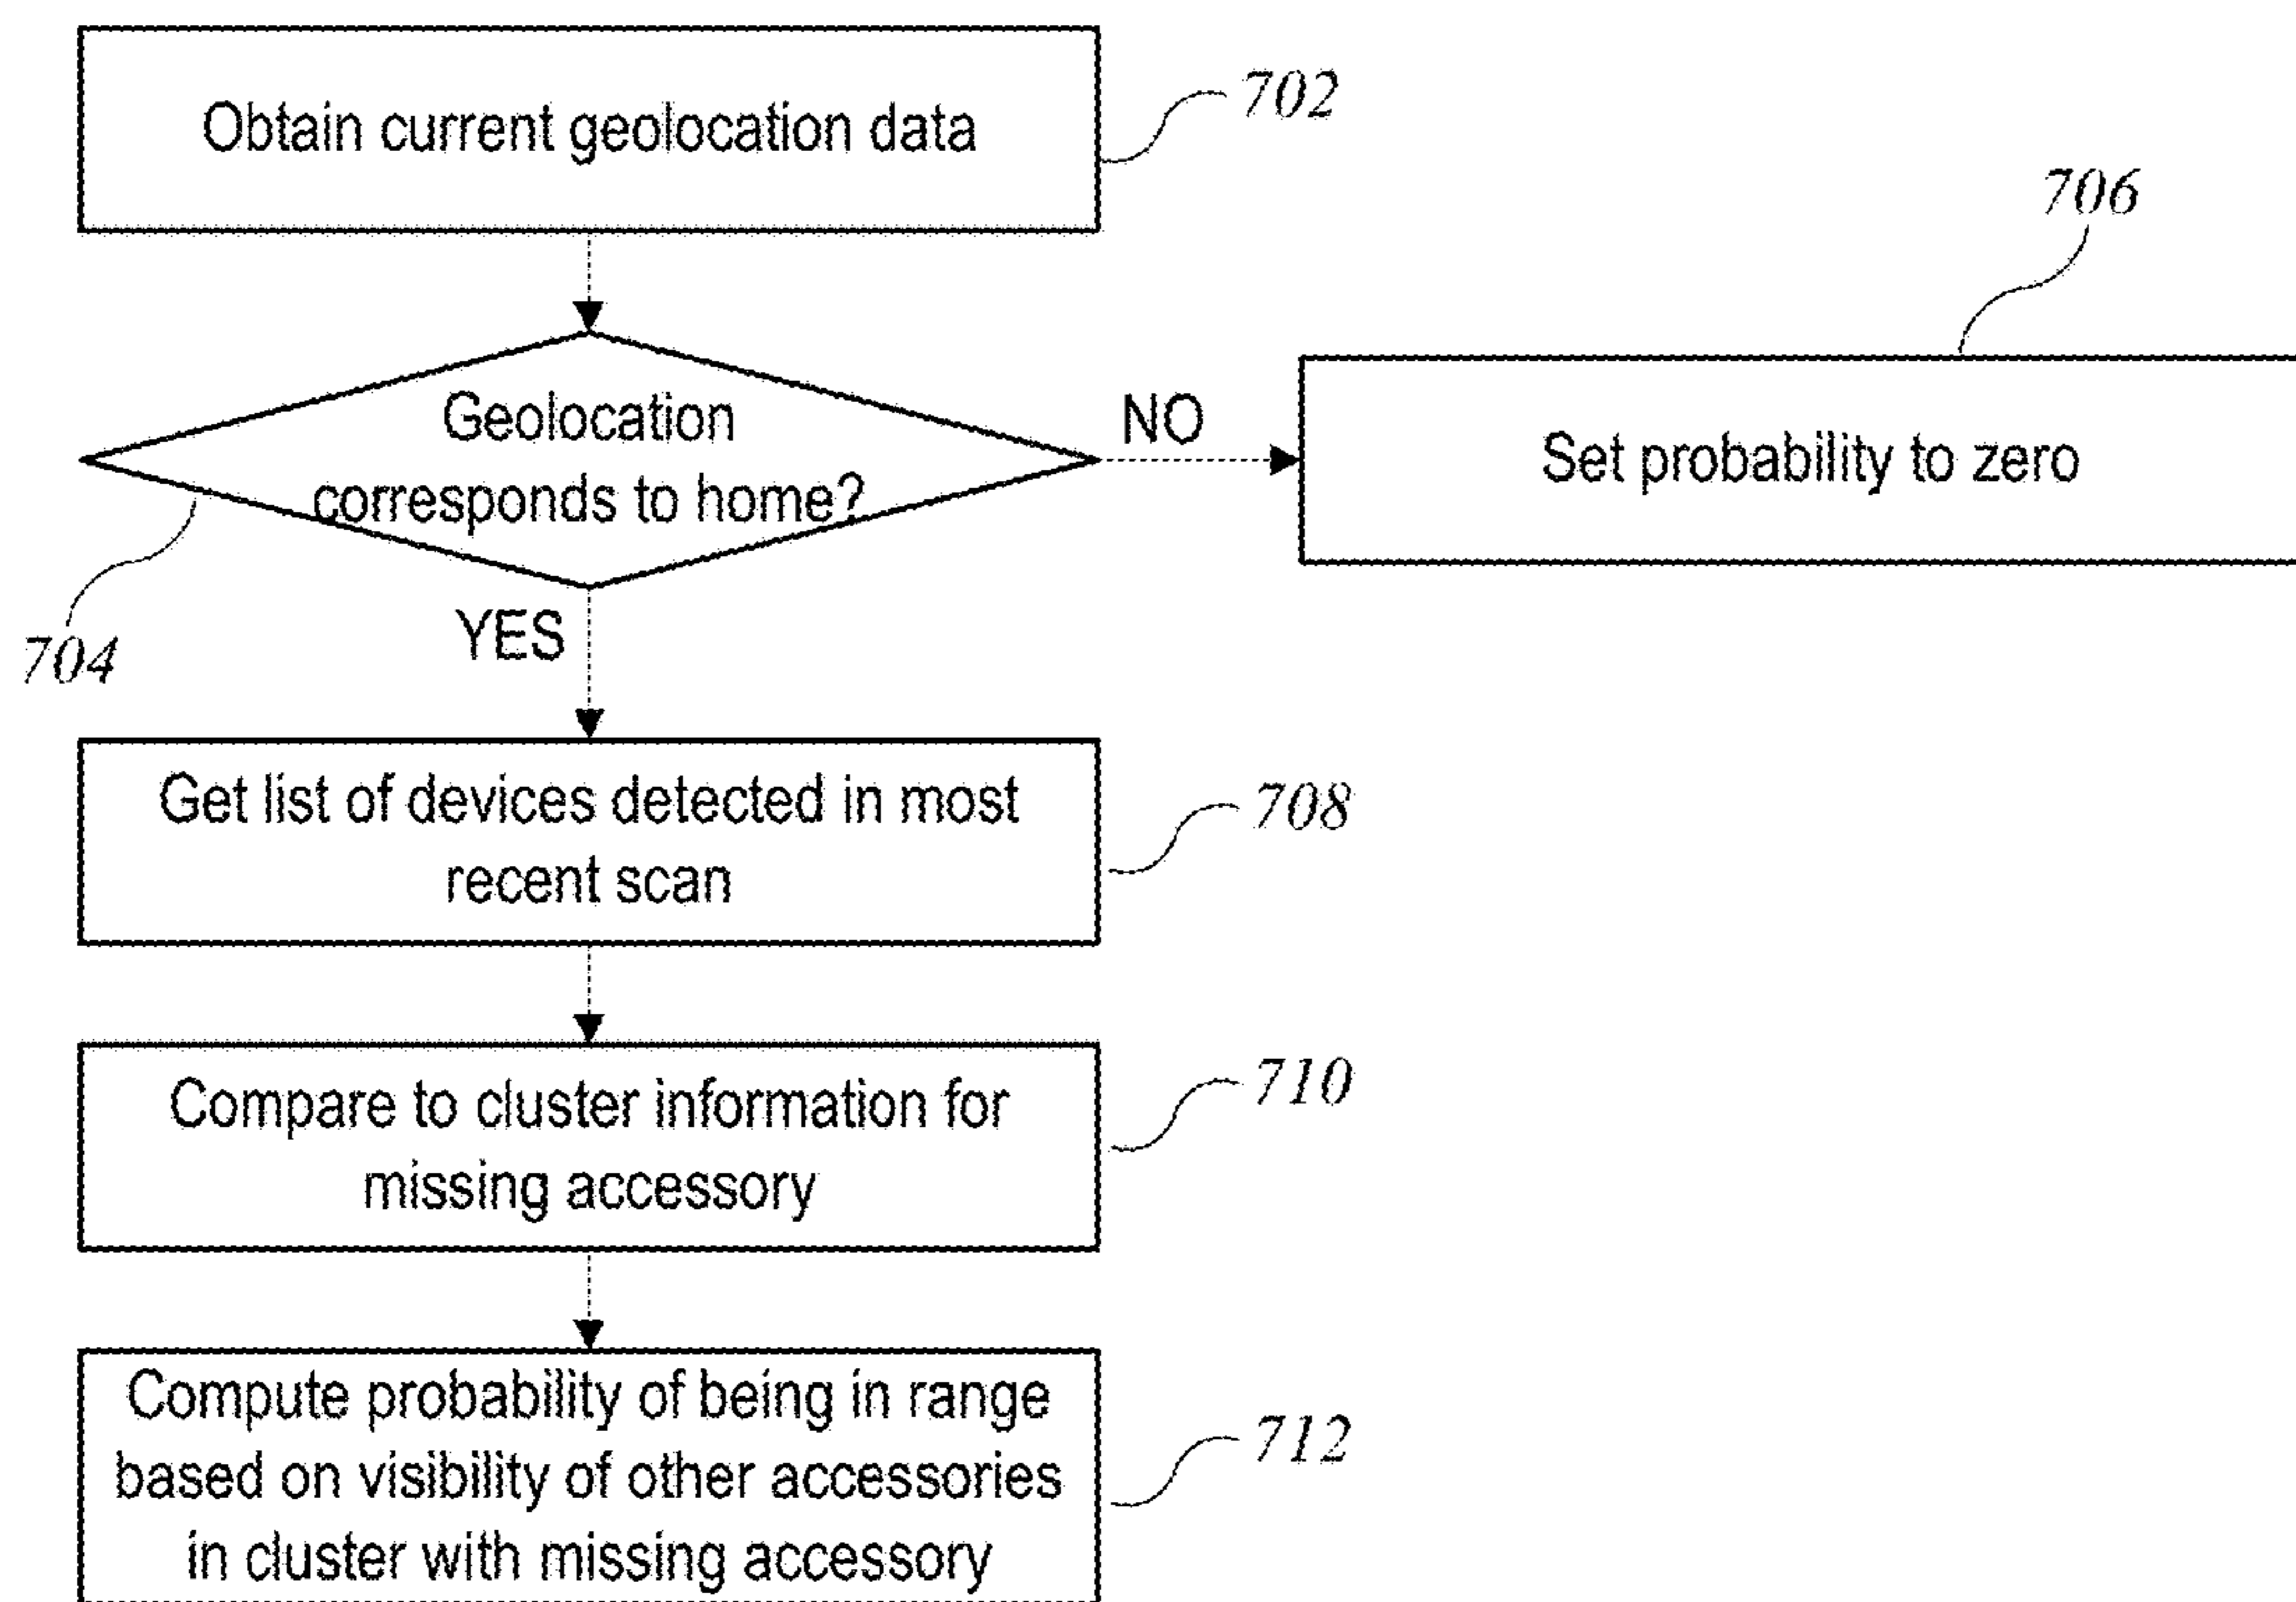 Obtain current geolocation data
702
706
Geolocation
corresponds to home?
NO
Set probability to zero
704
YES
Get list of devices detected in most
recent scan
708
Compare to cluster information for
missing accessory
710
Compute probability of being in range
based on visibility of other accessories
in cluster with missing accessory
712